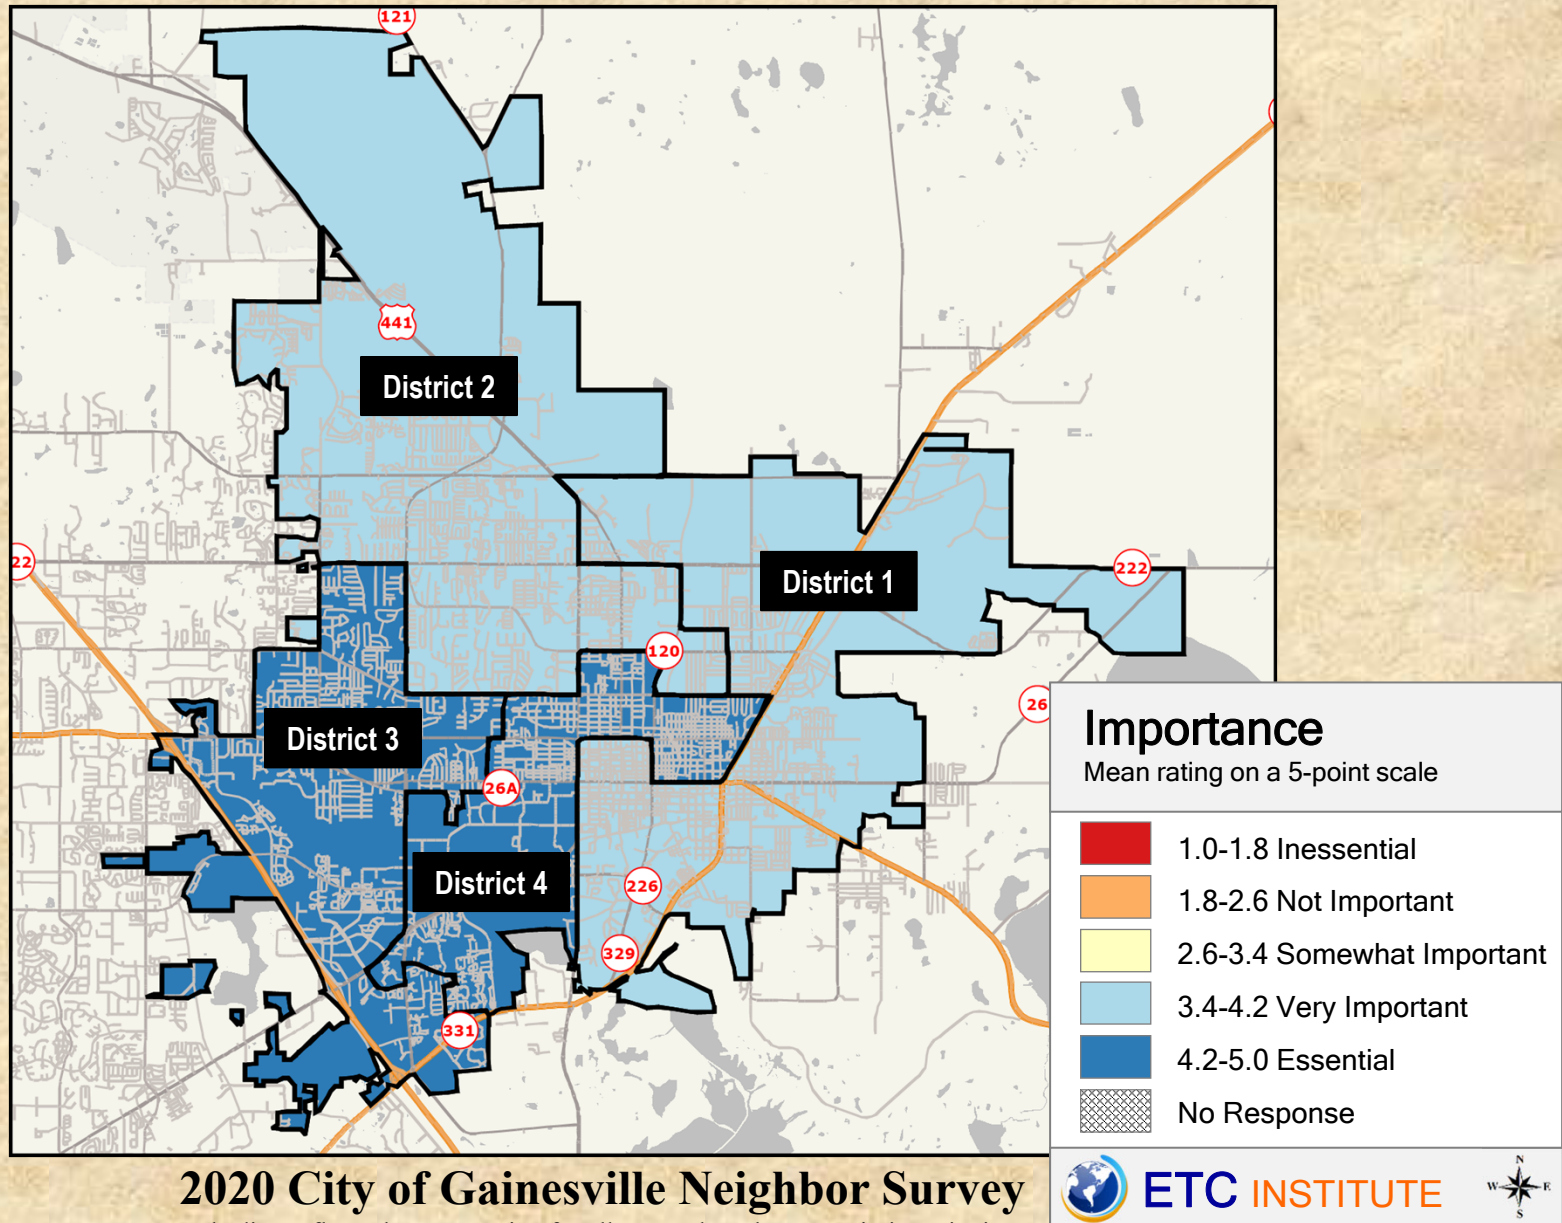 121
441
District 2
District 1
22
222
120
26
District 3
26A
District 4
226
329
331
Importance
Mean rating on a 5-point scale
1.0-1.8 Inessential
1.8-2.6 Not Important
2.6-3.4 Somewhat Important
3.4-4.2 Very Important
4.2-5.0 Essential
No Response
2020 City of Gainesville Neighbor Survey
ETC INSTITUTE
N
W E
S